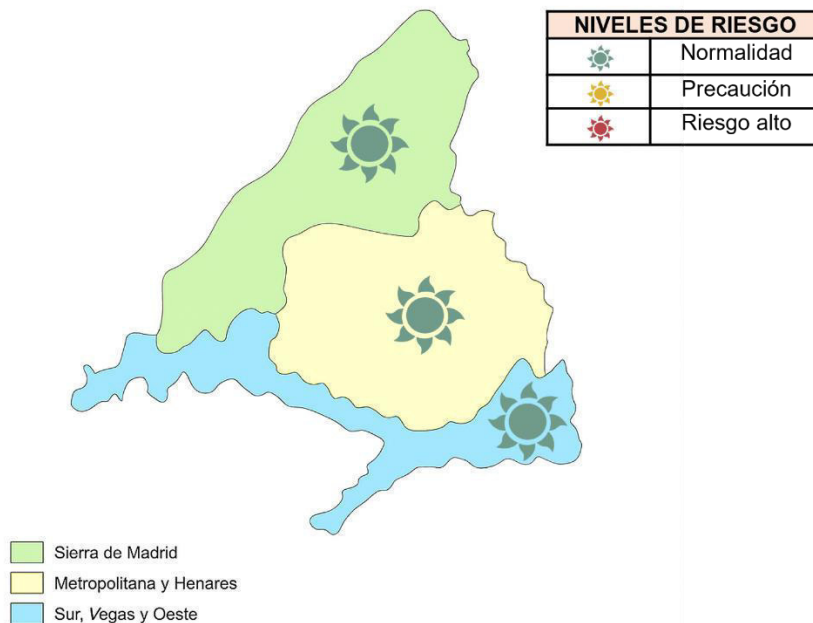 NIVELES DE RIESGO
Normalidad
Precaución
Riesgo alto
Sierra de Madrid
Metropolitana y Henares
Sur, Vegas y Oeste